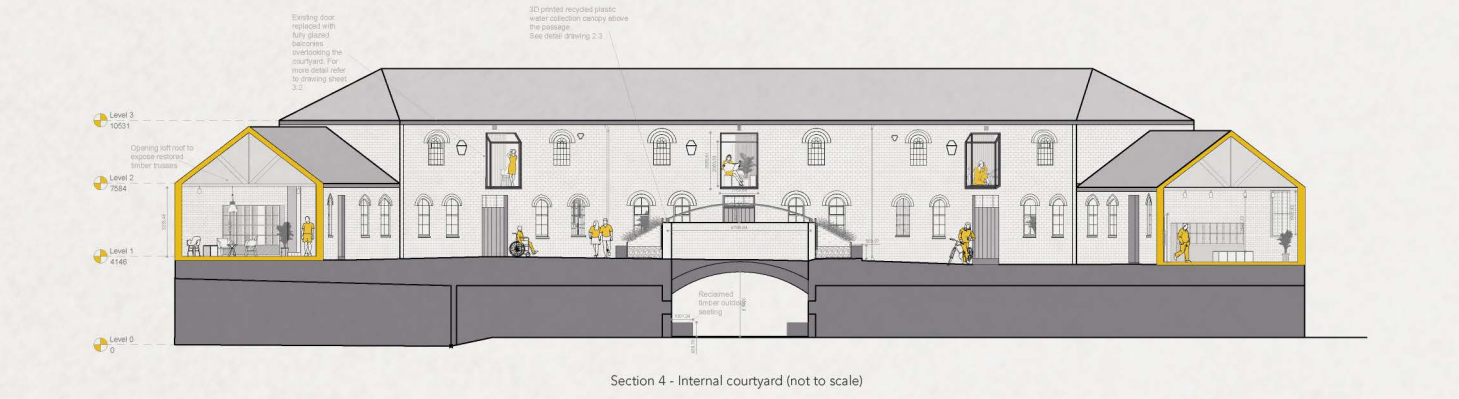 3D printed recycled plastic
water collection canopy above
the passage.
See detail drawing 2.3
Existing door
replaced with
fully glazed
balconies
overlooking the
courtyard. For
more detail refer
to drawing sheet
3.2.
Level 3
10531
Opening loft roof to
expose restored
timber trusses
Level 2
7584
Level 1
4146
Reclaimed
timber outdoor
seating
Level 0
0
Section 4 - Internal courtyard (not to scale)